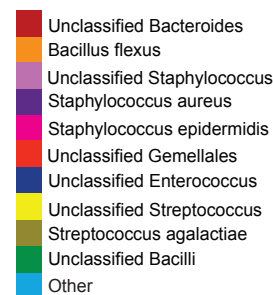 Unclassified Bacteroides
Bacillus flexus
Unclassified Staphylococcus
Staphylococcus aureus
Staphylococcus epidermidis
Unclassified Gemellales
Unclassified Enterococcus
Unclassified Streptococcus
Streptococcus agalactiae
Unclassified Bacilli
Other